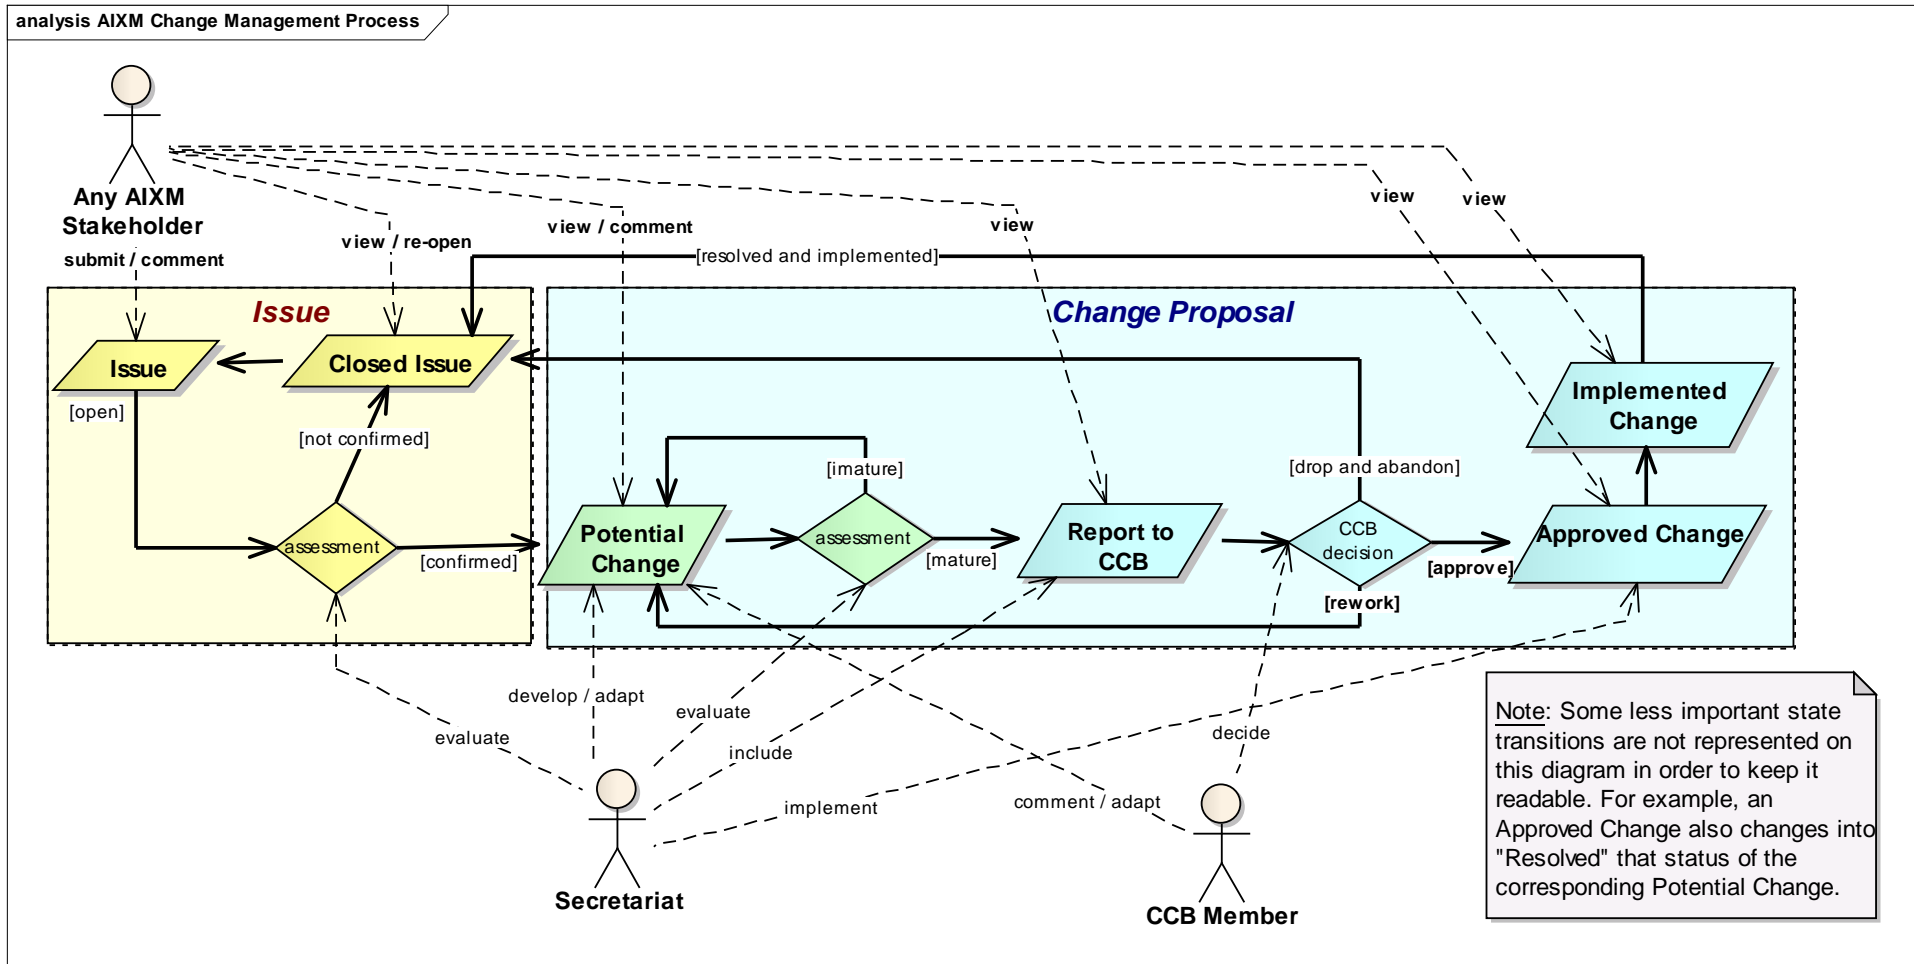 analysis AIXM Change Management Process
Any AIXM
Stakeholder
submit / comment
view / re-open
view / comment
view
view
view
[resolved and implemented]
Issue
Change Proposal
Issue
Closed Issue
[open]
[not confirmed]
assessment
[confirmed]
Potential
Change
[imature]
assessment
[mature]
Report to
CCB
[drop and abandon]
CCB
decision
[approve]
[rework]
Implemented
Change
Approved Change
evaluate
develop / adapt
evaluate
include
implement
comment / adapt
decide
Secretariat
CCB Member
Note: Some less important state
transitions are not represented on
this diagram in order to keep it
readable. For example, an
Approved Change also changes into
"Resolved" that status of the
corresponding Potential Change.